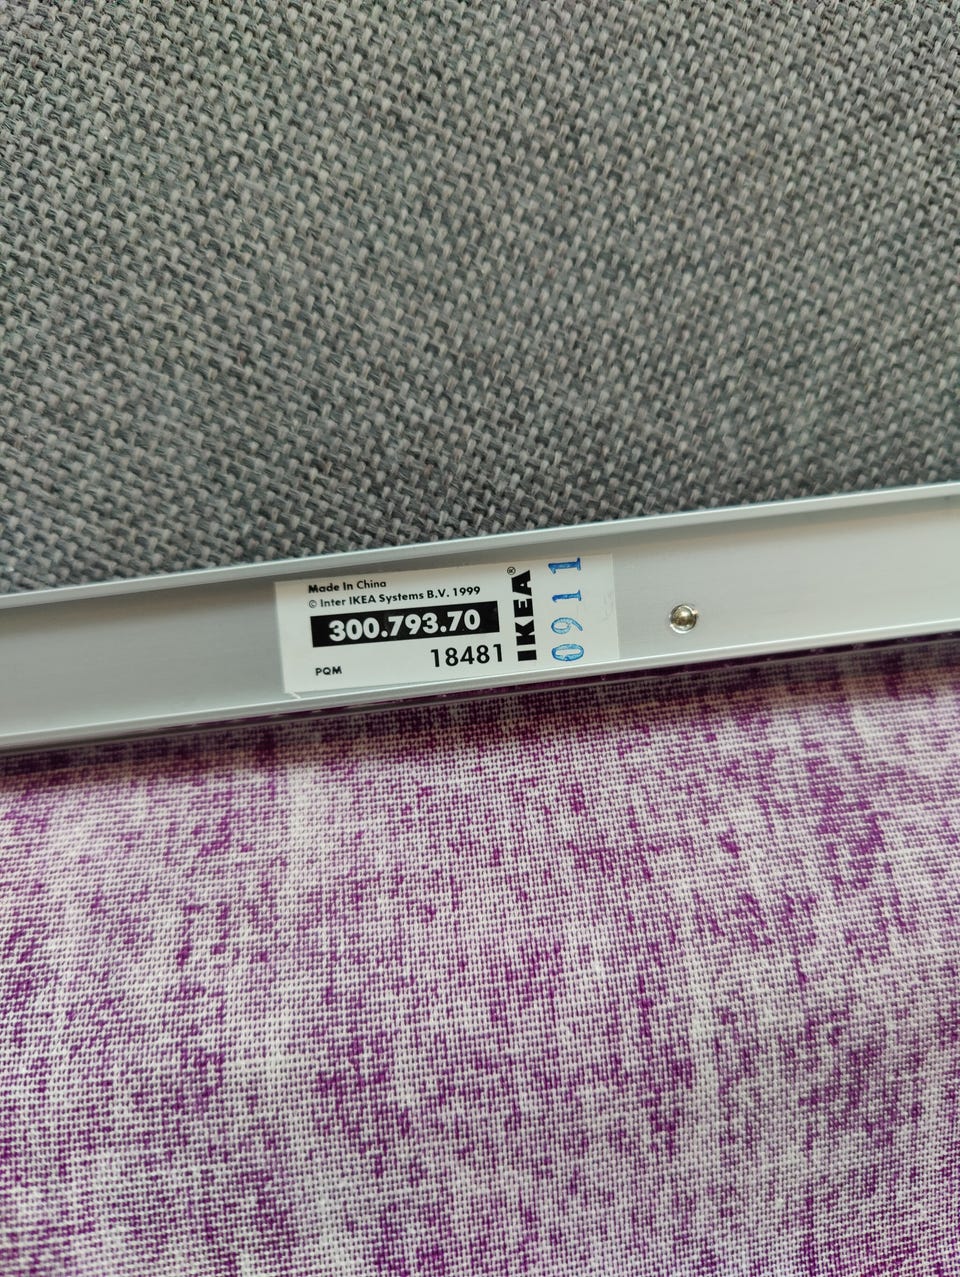 Made In China
© Inter IKEA Systems B.V. 1999
300.793.70
PQM 18481
IKEA®
0911